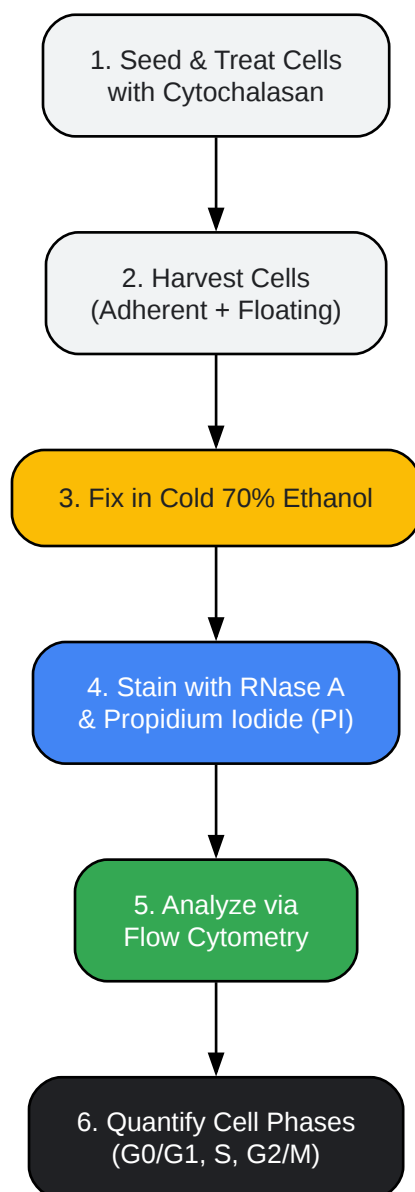 1. Seed & Treat Cells
with Cytochalasan
2. Harvest Cells
(Adherent + Floating)
3. Fix in Cold 70% Ethanol
4. Stain with RNase A
& Propidium Iodide (PI)
5. Analyze via
Flow Cytometry
6. Quantify Cell Phases
(G0/G1, S, G2/M)